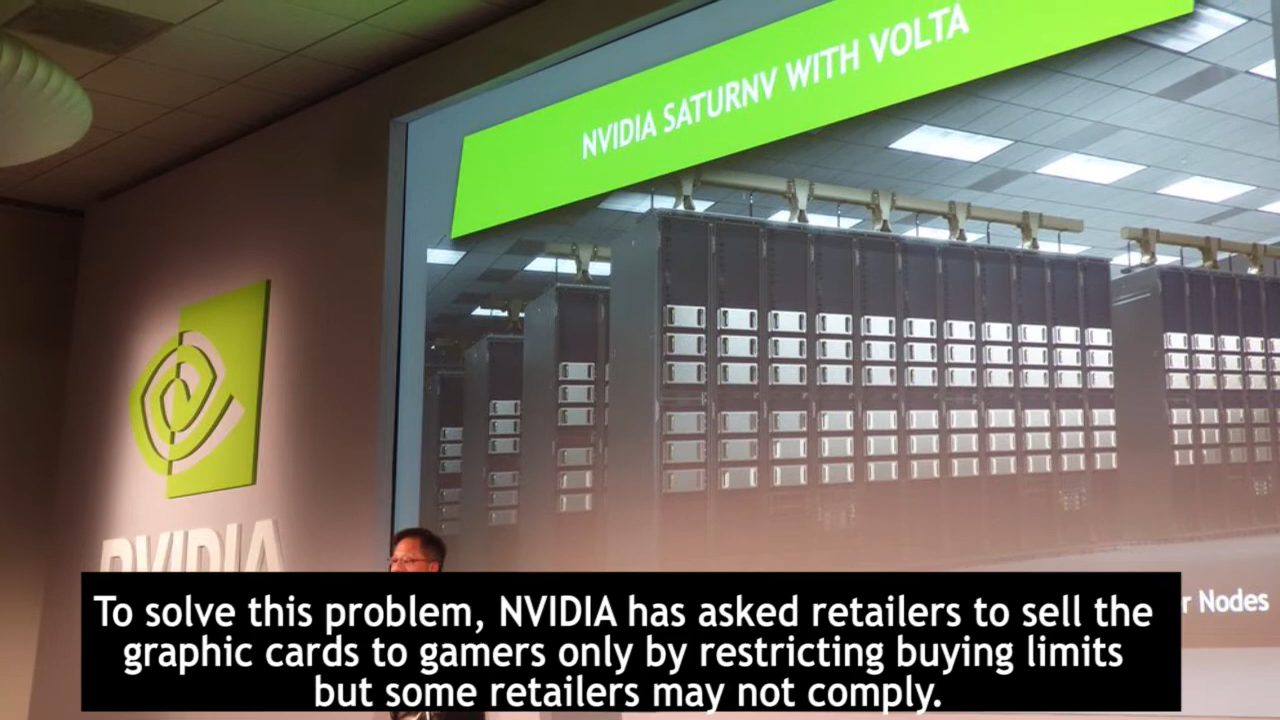 NVIDIA SATURNV WITH VOLTA
NVIDIA
r Nodes
To solve this problem, NVIDIA has asked retailers to sell the
graphic cards to gamers only by restricting buying limits
but some retailers may not comply.